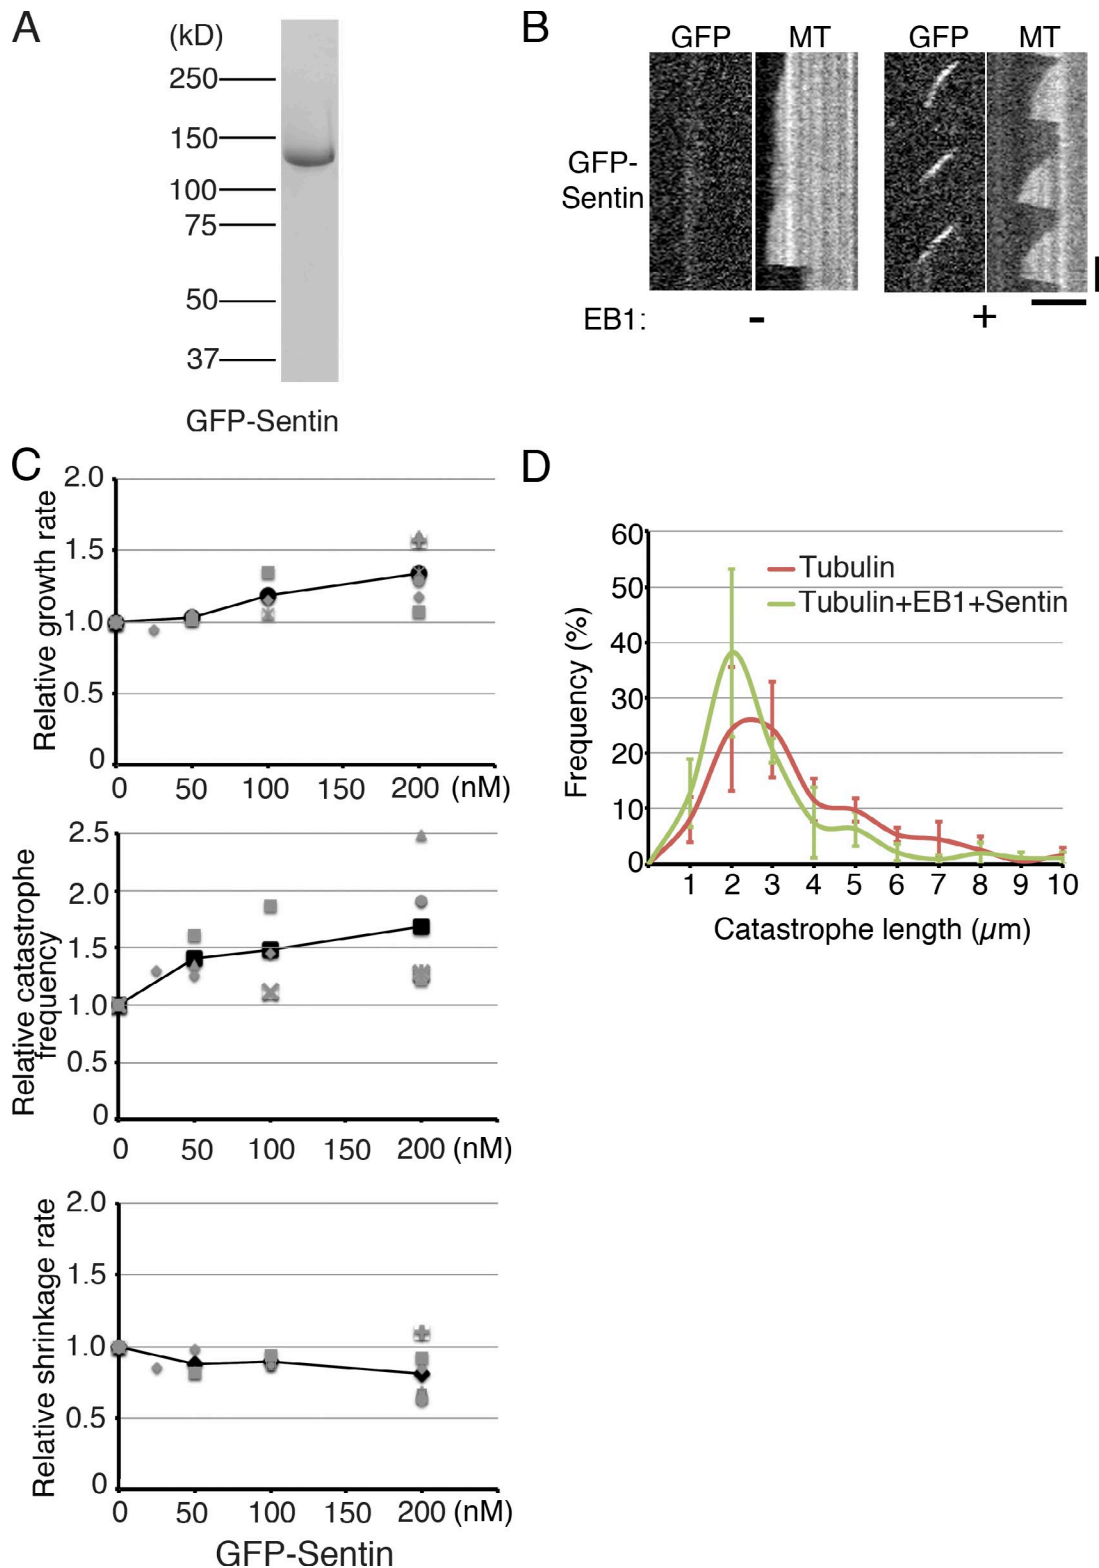 A
(kD)
250
150
100
75
50
37
GFP-Sentin
B
GFP MT GFP MT
GFP-
Sentin
EB1: - +
C
2.0
1.5
1.0
0.5
0
Relative growth rate
0 50 100 150 200 (nM)
2.5
2.0
1.5
1.0
0.5
0
Relative catastrophe
frequency
0 50 100 150 200 (nM)
2.0
1.5
1.0
0.5
0
Relative shrinkage rate
0 50 100 150 200 (nM)
GFP-Sentin
D
60
50
40
30
20
10
0
Frequency (%)
Tubulin
Tubulin+EB1+Sentin
1 2 3 4 5 6 7 8 9 10
Catastrophe length (µm)